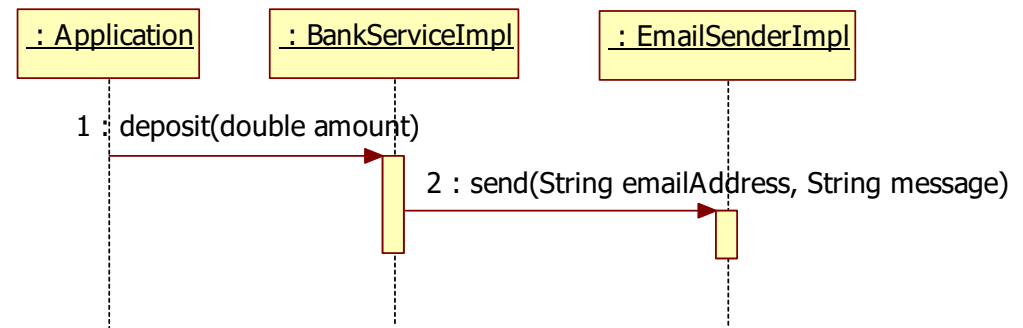 : Application
: BankServiceImpl
: EmailSenderImpl
1 : deposit(double amount)
2 : send(String emailAddress, String message)